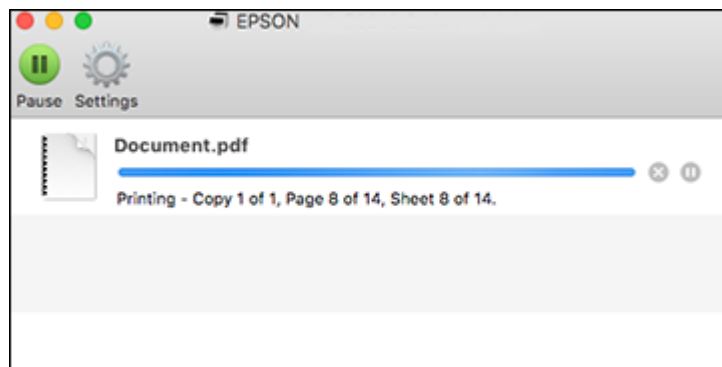 EPSON
Pause Settings
Document.pdf
Printing - Copy 1 of 1, Page 8 of 14, Sheet 8 of 14.